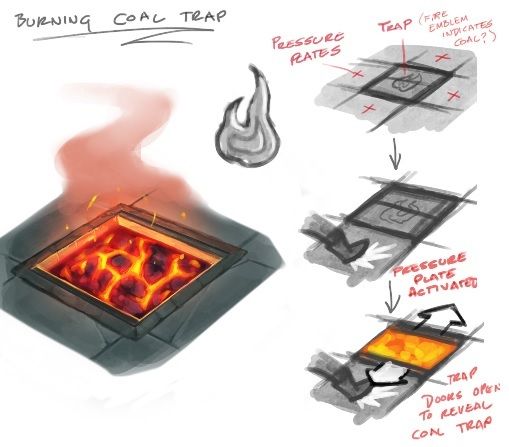 BURNING COAL TRAP
PRESSURE
PLATES
TRAP (FIRE
EMBLEM
INDICATES
COAL?)
PRESSURE
PLATE
ACTIVATED
TRAP
DOORS OPEN
TO REVEAL
COAL TRAP